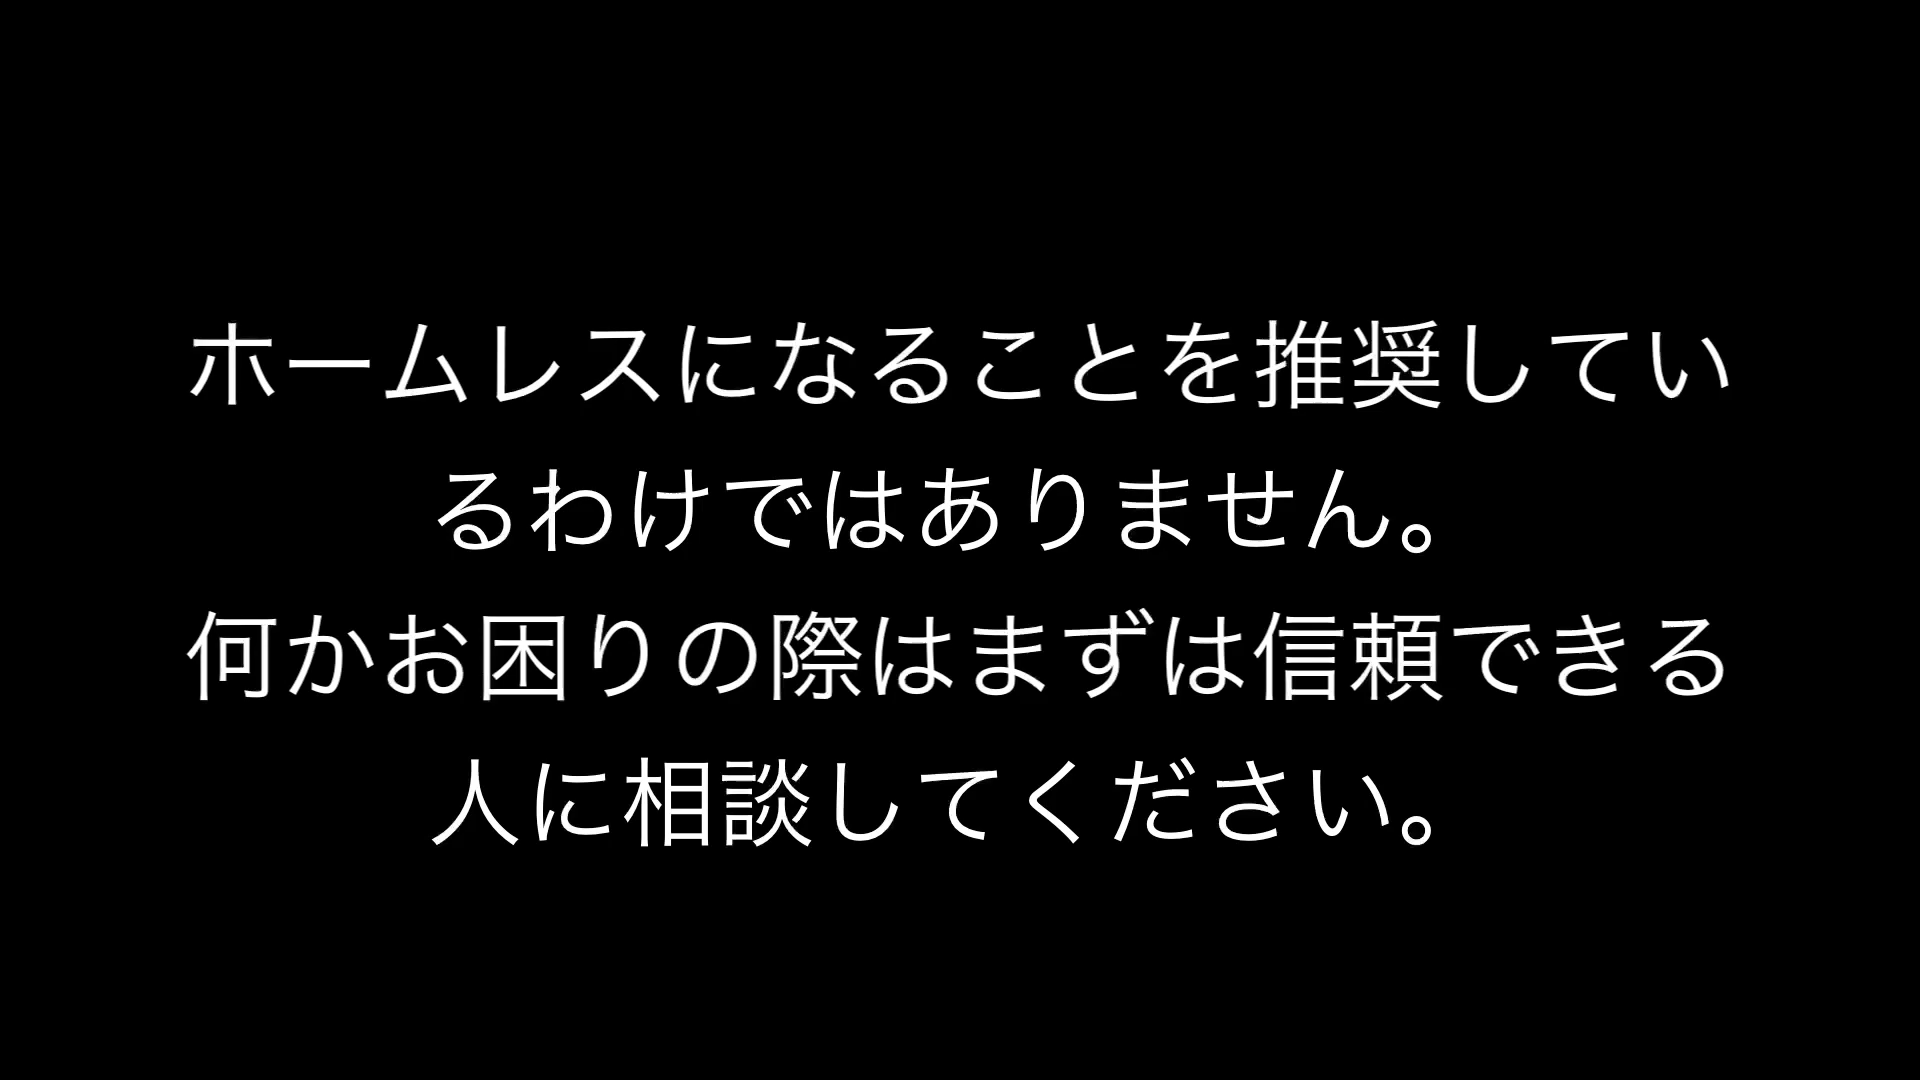 ホームレスになることを推奨してい
るわけではありません。
何かお困りの際はまずは信頼できる
人に相談してください。